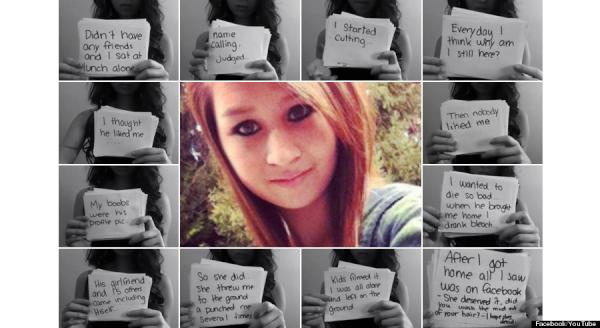 Didn't have
any friends
and I sat at
lunch alone
name
calling.
Judged...
I Started
cutting...
Everyday I
think why am
I still here?
I thought
he liked me
.....
Then nobody
liked me
My boobs
were his
profile pic...
I wanted to
die so bad...
when he brought
me home I
drank bleach..
His girlfriend
and 15 others
came including
Hisself...
So she did...
She threw me
to the ground
a punched me
Several times
Kids filmed it.
I was all alone
and left on the
ground.
After I got
home all I saw
was on facebook
- She deserved it, did
you wash the mud out
of your hair? - I hope shes
dead.
Facebook/YouTube